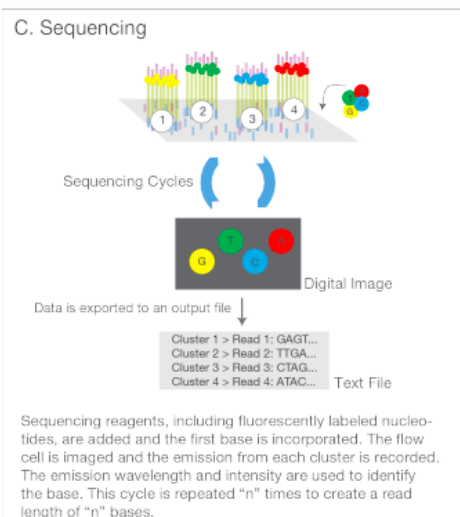 C. Sequencing
1
2
3
4
T
G
Sequencing Cycles
T
A
G
C
Digital Image
Data is exported to an output file
Cluster 1 > Read 1: GAGT...
Cluster 2 > Read 2: TTGA...
Cluster 3 > Read 3: CTAG...
Cluster 4 > Read 4: ATAC...
Text File
Sequencing reagents, including fluorescently labeled nucleo-
tides, are added and the first base is incorporated. The flow
cell is imaged and the emission from each cluster is recorded.
The emission wavelength and intensity are used to identify
the base. This cycle is repeated “n” times to create a read
length of “n” bases.